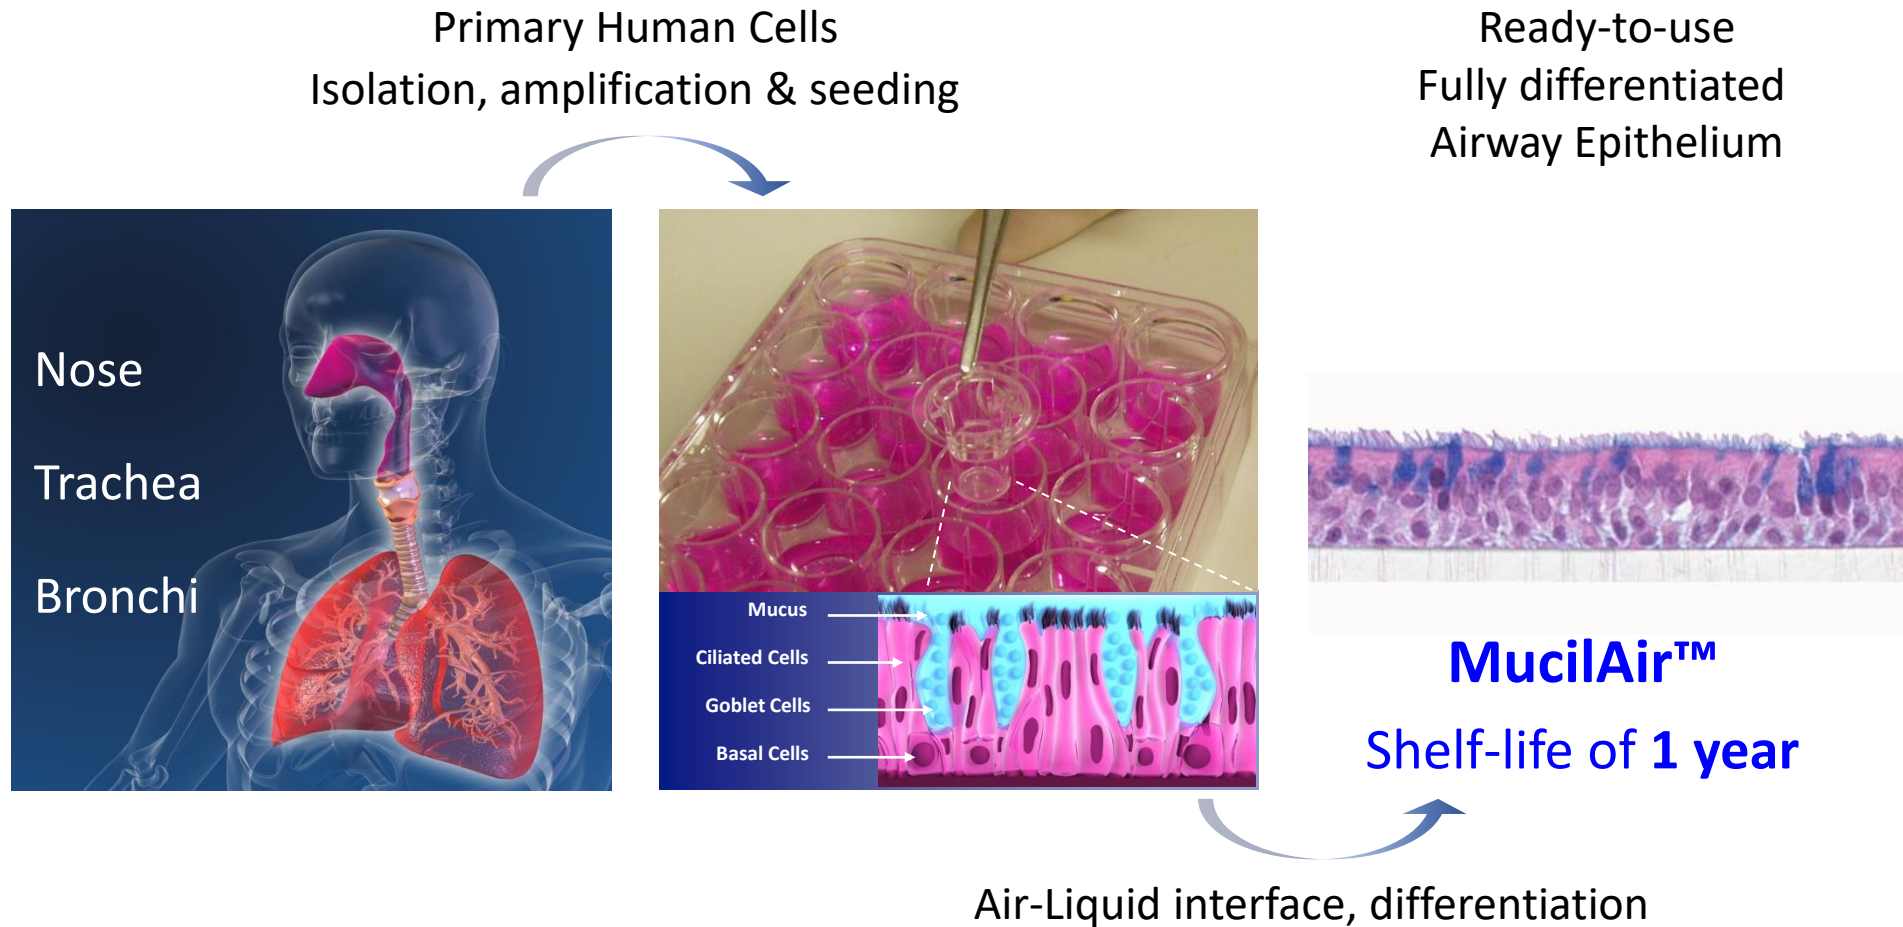 Primary Human Cells
Isolation, amplification & seeding
Ready-to-use
Fully differentiated
Airway Epithelium
Nose
Trachea
Bronchi
Mucus
Ciliated Cells
Goblet Cells
Basal Cells
MucilAir™
Shelf-life of 1 year
Air-Liquid interface, differentiation